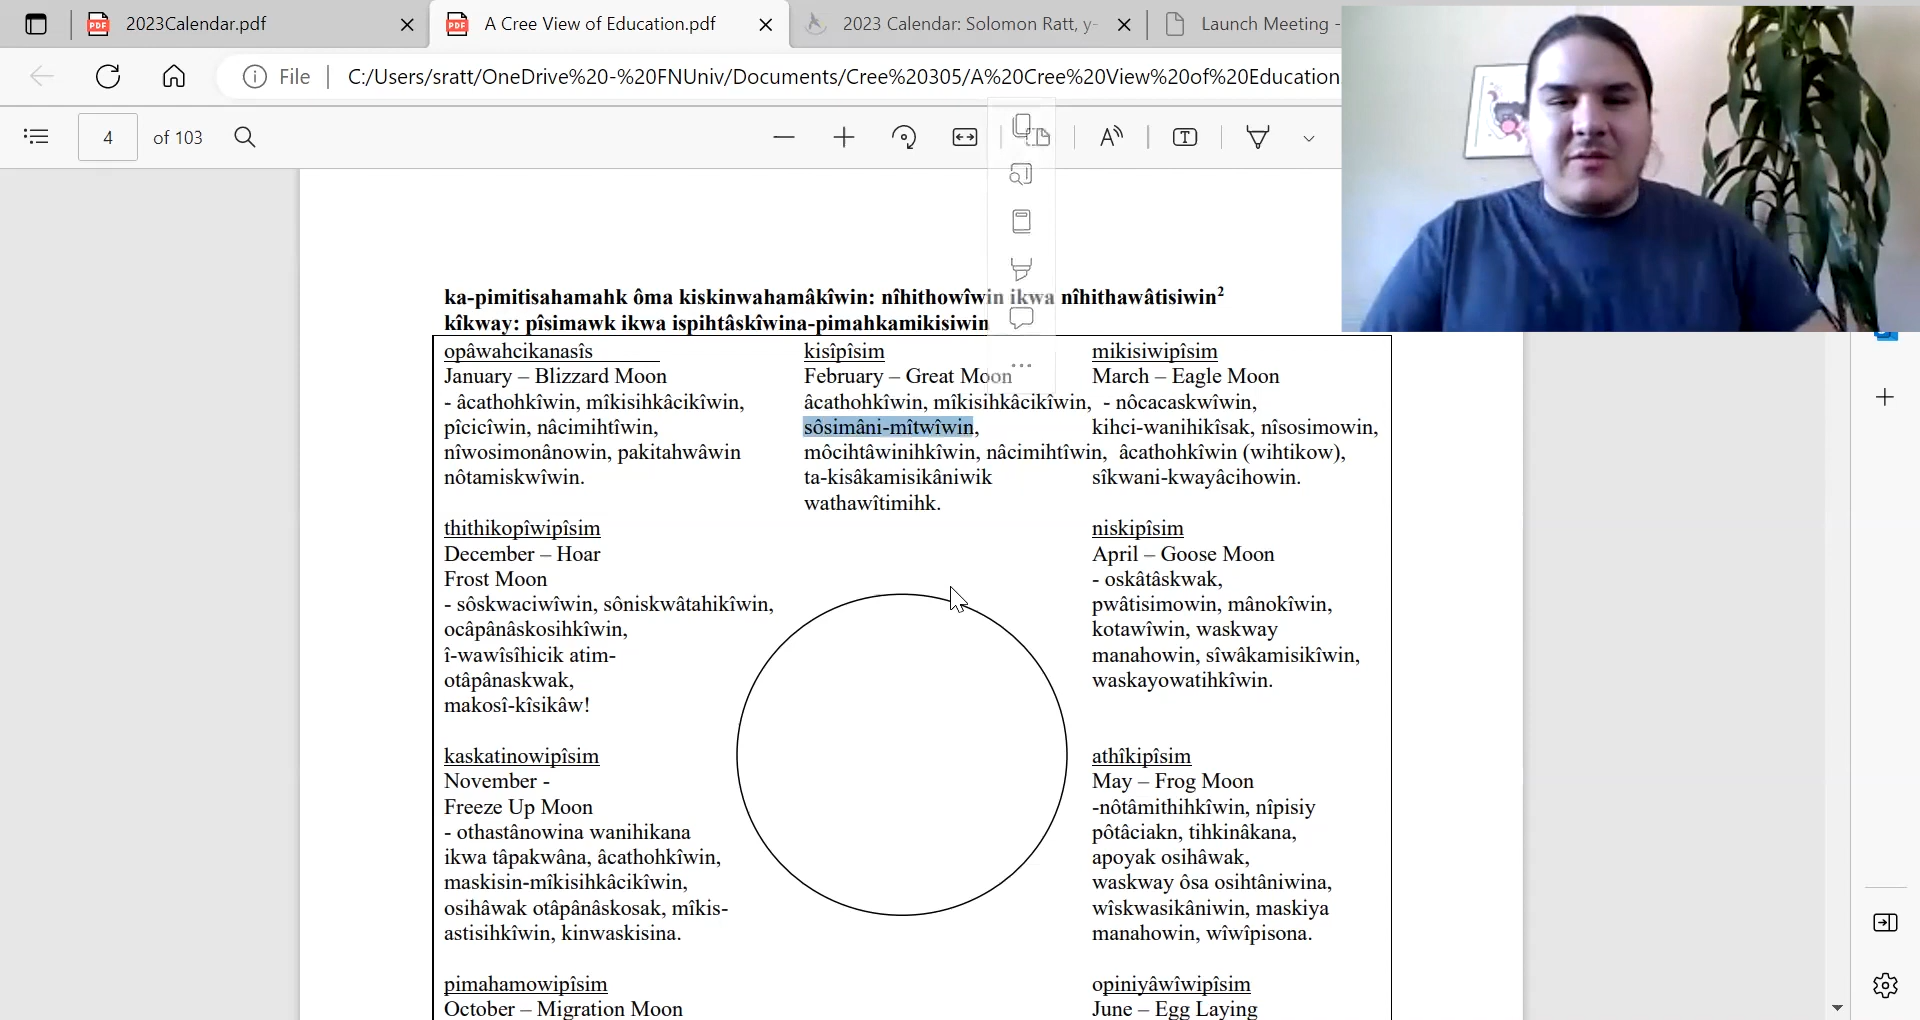 2023Calendar.pdf
A Cree View of Education.pdf
2023 Calendar: Solomon Ratt, y-
Launch Meeting -
File
C:/Users/sratt/OneDrive%20-%20FNUniv/Documents/Cree%20305/A%20Cree%20View%20of%20Education
4 of 103
ka-pimitisahamahk ôma kiskinwahamâkîwin: nîhithowîwin ikwa nîhithawâtisiwin2
kîkway: pîsimawk ikwa ispihtâskîwina-pimahkamikisiwin
opâwahcikanasîs
January – Blizzard Moon
- âcathohkîwin, mîkisihkâcikîwin,
pîcicîwin, nâcimihtîwin,
nîwosimonânowin, pakitahwâwin
nôtamiskwîwin.
kisîpîsim
February – Great Moon
âcathohkîwin, mîkisihkâcikîwin,
sôsimâni-mîtwîwin,
môcihtâwinihkîwin, nâcimihtîwin,
ta-kisâkamisikâniwik
wathawîtimihk.
mikisiwipîsim
March – Eagle Moon
- nôcacaskwîwin,
kihci-wanihikîsak, nîsosimowin,
âcathohkîwin (wihtikow),
sîkwani-kwayâcihowin.
thithikopîwipîsim
December – Hoar
Frost Moon
- sôskwaciwîwin, sôniskwâtahikîwin,
ocâpânâskosihkîwin,
î-wawîsîhicik atim-
otâpânaskwak,
makosî-kîsikâw!
niskipîsim
April – Goose Moon
- oskâtâskwak,
pwâtisimowin, mânokîwin,
kotawîwin, waskway
manahowin, sîwâkamisikîwin,
waskayowatihkîwin.
kaskatinowipîsim
November -
Freeze Up Moon
- othastânowina wanihikana
ikwa tâpakwâna, âcathohkîwin,
maskisin-mîkisihkâcikîwin,
osihâwak otâpânâskosak, mîkis-
astisihkîwin, kinwaskisina.
athîkipîsim
May – Frog Moon
-nôtâmithihkîwin, nîpisiy
pôtâciakn, tihkinâkana,
apoyak osihâwak,
waskway ôsa osihtâniwina,
wîskwasikâniwin, maskiya
manahowin, wîwîpisona.
pimahamowipîsim
October – Migration Moon
opiniyâwîwipîsim
June – Egg Laying